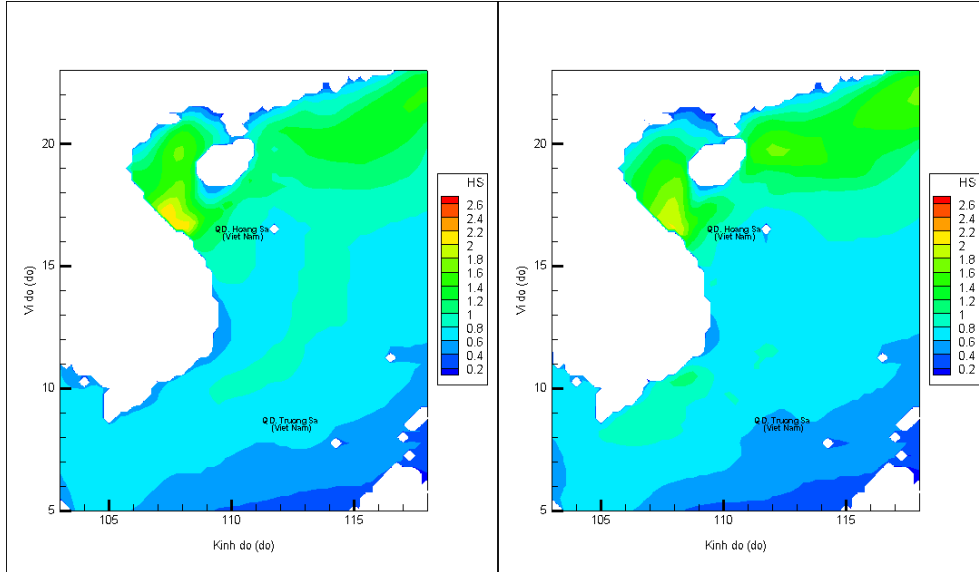 HS
2.6
2.4
2.2
2
1.8
1.6
1.4
1.2
1
0.8
0.6
0.4
0.2
20
15
10
5
105
110
115
Vi do (do)
Kinh do (do)
QD. Hoang Sa
(Viet Nam)
QD. Truong Sa
(Viet Nam)
HS
2.6
2.4
2.2
2
1.8
1.6
1.4
1.2
1
0.8
0.6
0.4
0.2
20
15
10
5
105
110
115
Vi do (do)
Kinh do (do)
QD. Hoang Sa
(Viet Nam)
QD. Truong Sa
(Viet Nam)